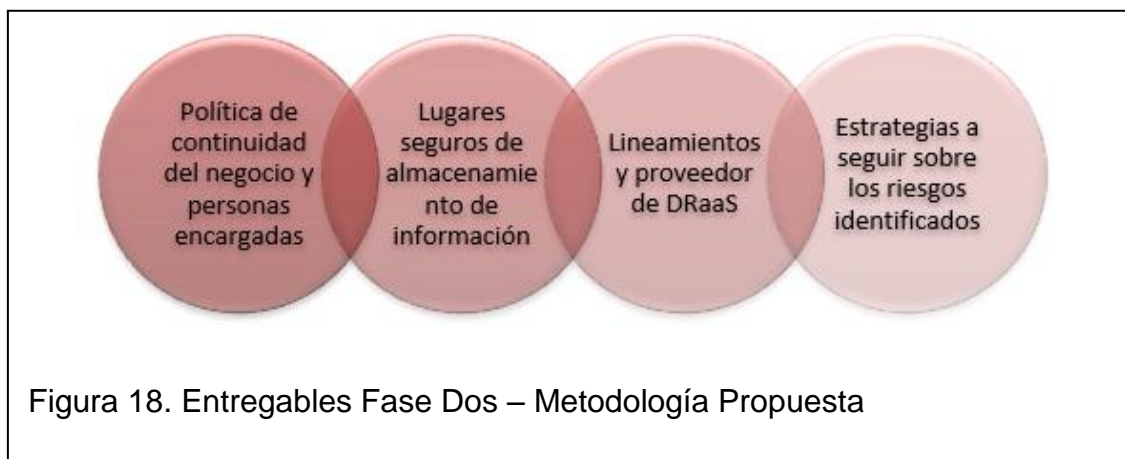 Política de
continuidad
del negocio y
personas
encargadas
Lugares
seguros de
almacenamie
nto de
información
Lineamientos
y proveedor
de DRaaS
Estrategias a
seguir sobre
los riesgos
identificados
Figura 18. Entregables Fase Dos – Metodología Propuesta